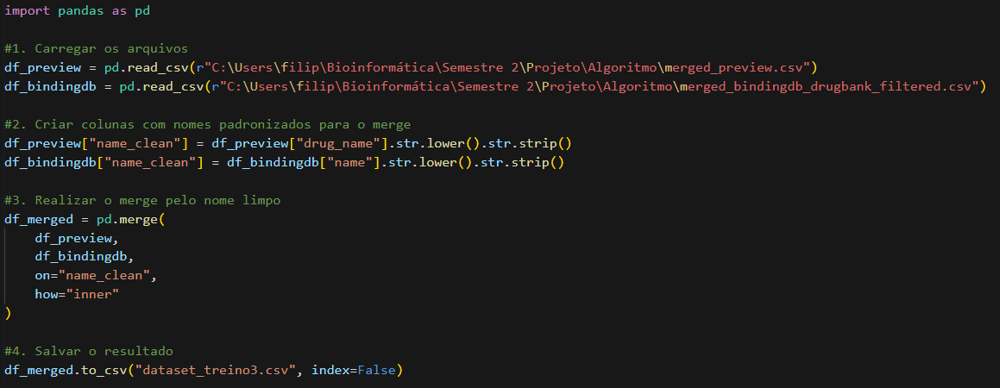 import pandas as pd
#1. Carregar os arquivos
df_preview = pd.read_csv(r"C:\Users\filip\Bioinformática\Semestre 2\Projeto\Algoritmo\merged_preview.csv")
df_bindingdb = pd.read_csv(r"C:\Users\filip\Bioinformática\Semestre 2\Projeto\Algoritmo\merged_bindingdb_drugbank_filtered.csv")
#2. Criar colunas com nomes padronizados para o merge
df_preview["name_clean"] = df_preview["drug_name"].str.lower().str.strip()
df_bindingdb["name_clean"] = df_bindingdb["name"].str.lower().str.strip()
#3. Realizar o merge pelo nome limpo
df_merged = pd.merge(
    df_preview,
    df_bindingdb,
    on="name_clean",
    how="inner"
)
#4. Salvar o resultado
df_merged.to_csv("dataset_treino3.csv", index=False)